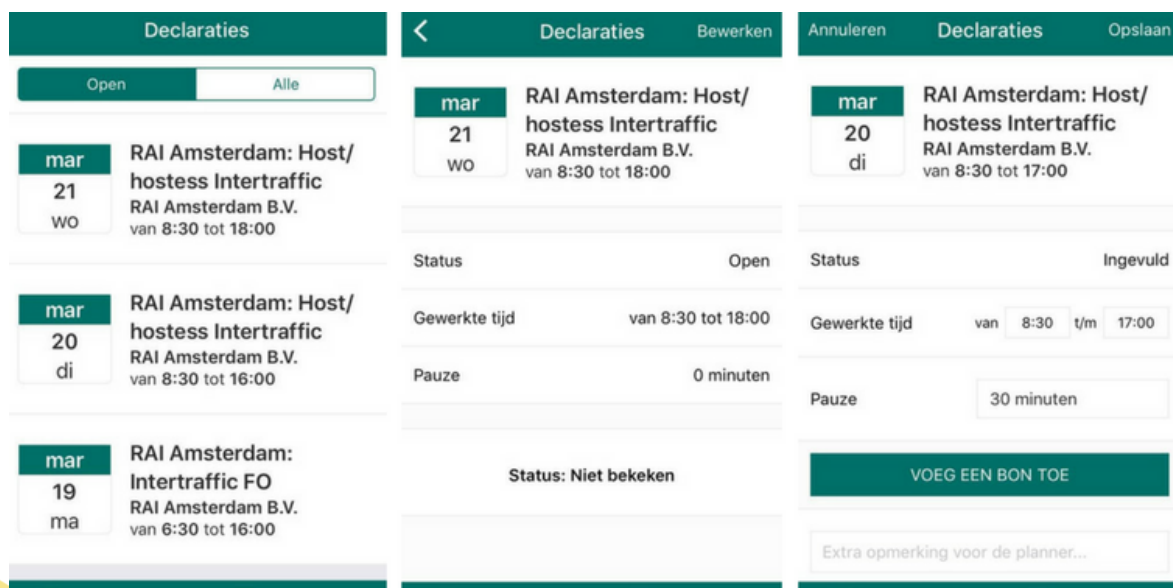 Declaraties
Open
Alle
mar
21
wo
RAI Amsterdam: Host/
hostess Intertraffic
RAI Amsterdam B.V.
van 8:30 tot 18:00
mar
20
di
RAI Amsterdam: Host/
hostess Intertraffic
RAI Amsterdam B.V.
van 8:30 tot 16:00
mar
19
ma
RAI Amsterdam:
Intertraffic FO
RAI Amsterdam B.V.
van 6:30 tot 16:00
Declaraties
Bewerken
mar
21
wo
RAI Amsterdam: Host/
hostess Intertraffic
RAI Amsterdam B.V.
van 8:30 tot 18:00
Status Open
Gewerkte tijd van 8:30 tot 18:00
Pauze 0 minuten
Status: Niet bekeken
Annuleren Declaraties Opslaan
mar
20
di
RAI Amsterdam: Host/
hostess Intertraffic
RAI Amsterdam B.V.
van 8:30 tot 17:00
Status Ingevuld
Gewerkte tijd van 8:30 t/m 17:00
Pauze 30 minuten
VOEG EEN BON TOE
Extra opmerking voor de planner...